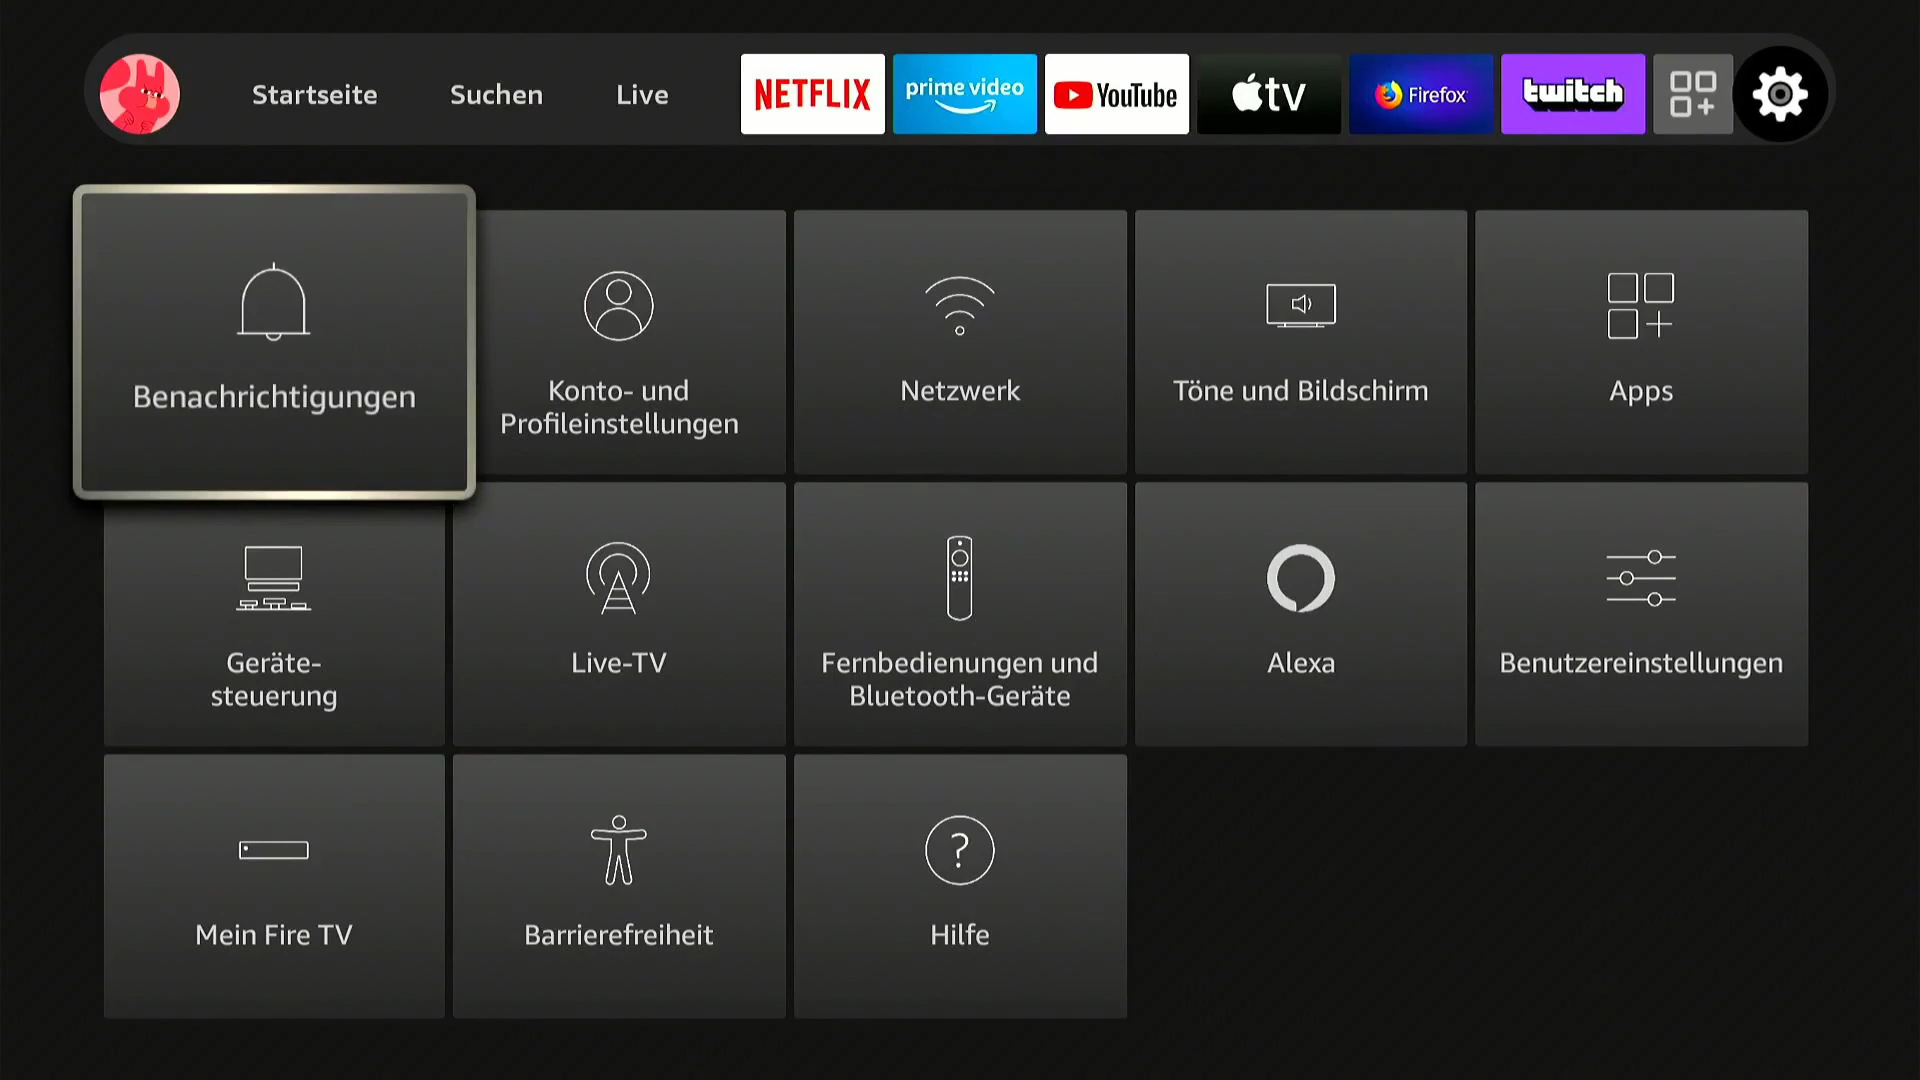 Startseite
Suchen
Live
NETFLIX
prime video
YouTube
tv
Firefox
twitch
Benachrichtigungen
Konto- und
Profileinstellungen
Netzwerk
Töne und Bildschirm
Apps
Geräte-
steuerung
Live-TV
Fernbedienungen und
Bluetooth-Geräte
Alexa
Benutzereinstellungen
Mein Fire TV
Barrierefreiheit
?
Hilfe